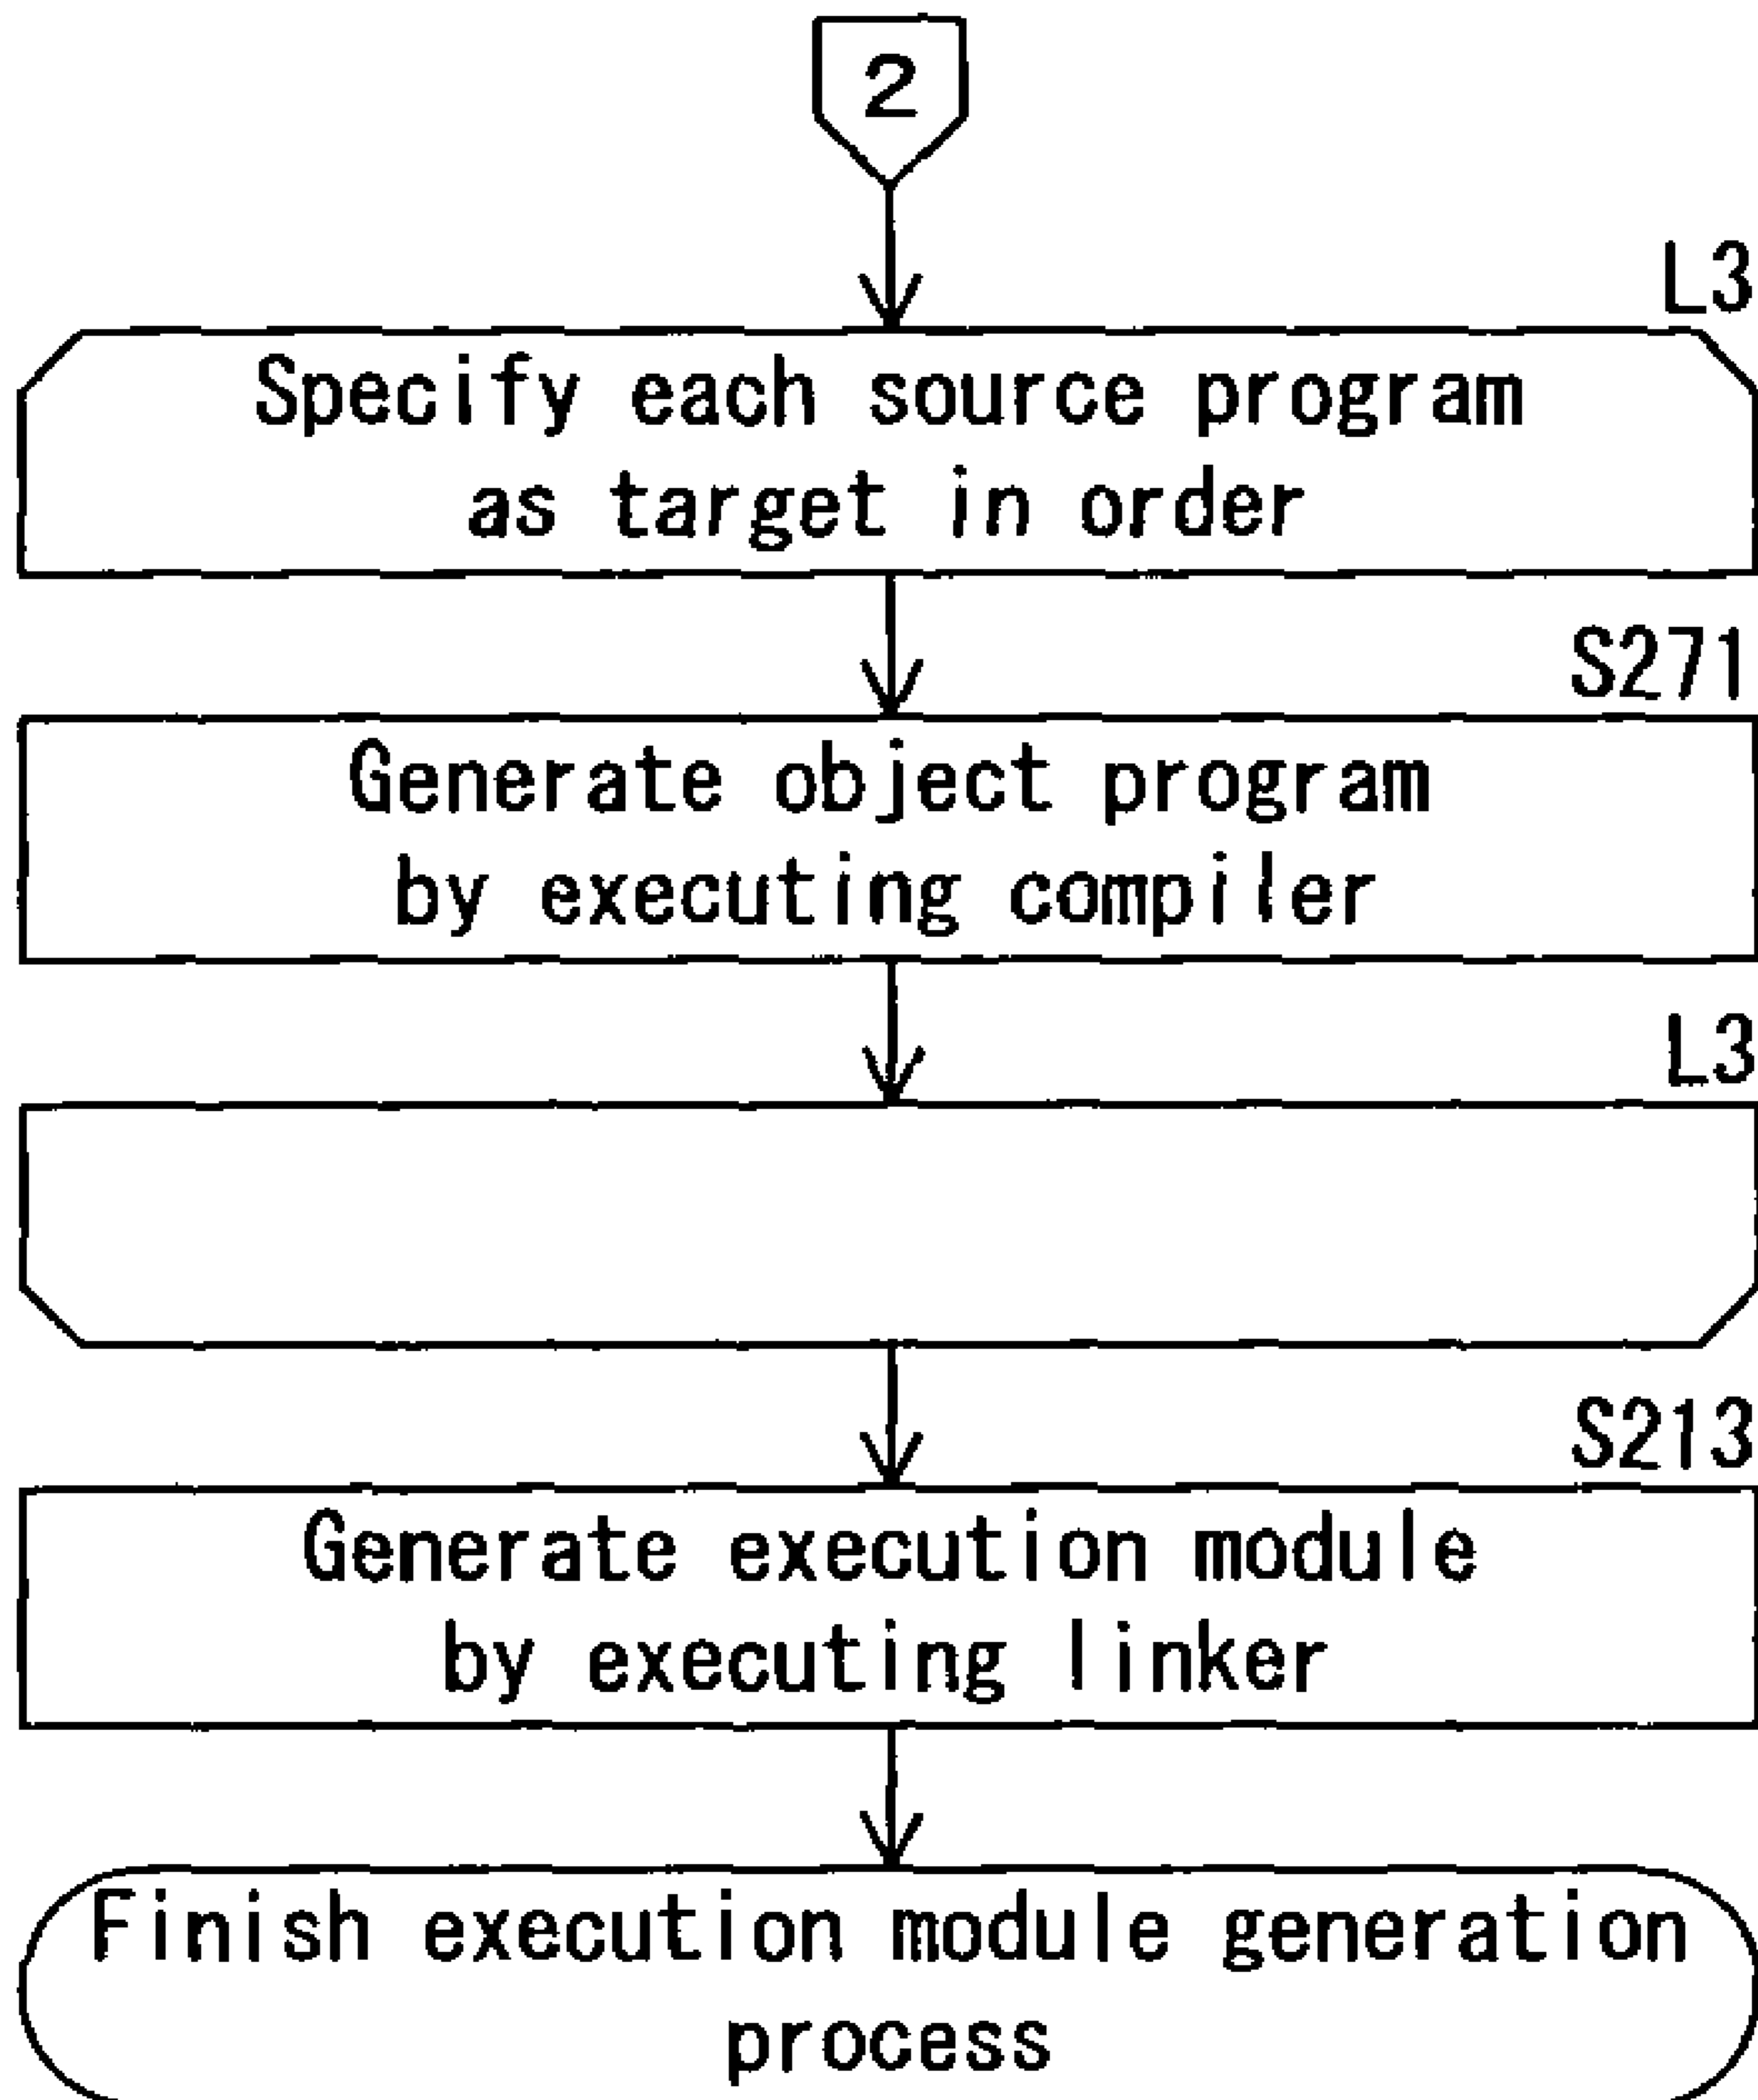 2
L3
Specify each source program
as target in order
S271
Generate object program
by executing compiler
L3
S213
Generate execution module
by executing linker
Finish execution module generation
process